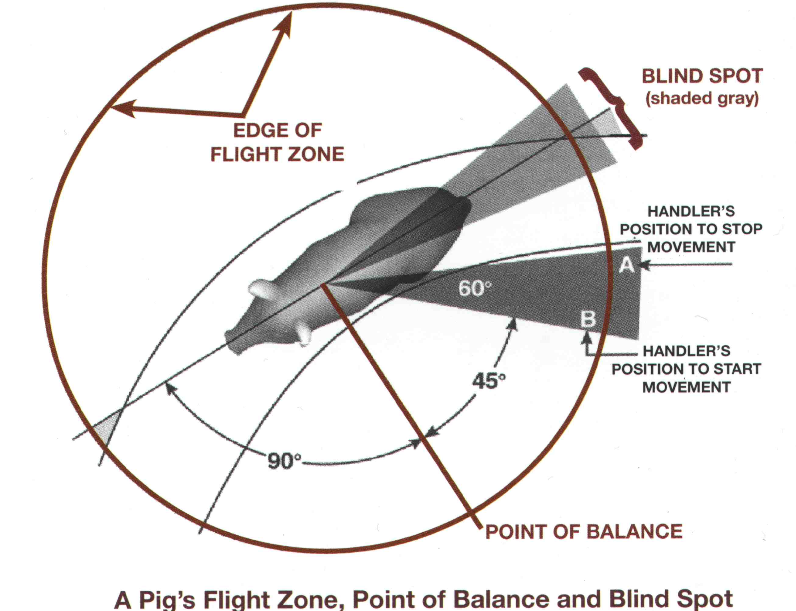 BLIND SPOT
(shaded gray)
EDGE OF
FLIGHT ZONE
HANDLER'S
POSITION TO STOP
MOVEMENT
A
60°
B
HANDLER'S
POSITION TO START
MOVEMENT
45°
90°
POINT OF BALANCE
A Pig's Flight Zone, Point of Balance and Blind Spot